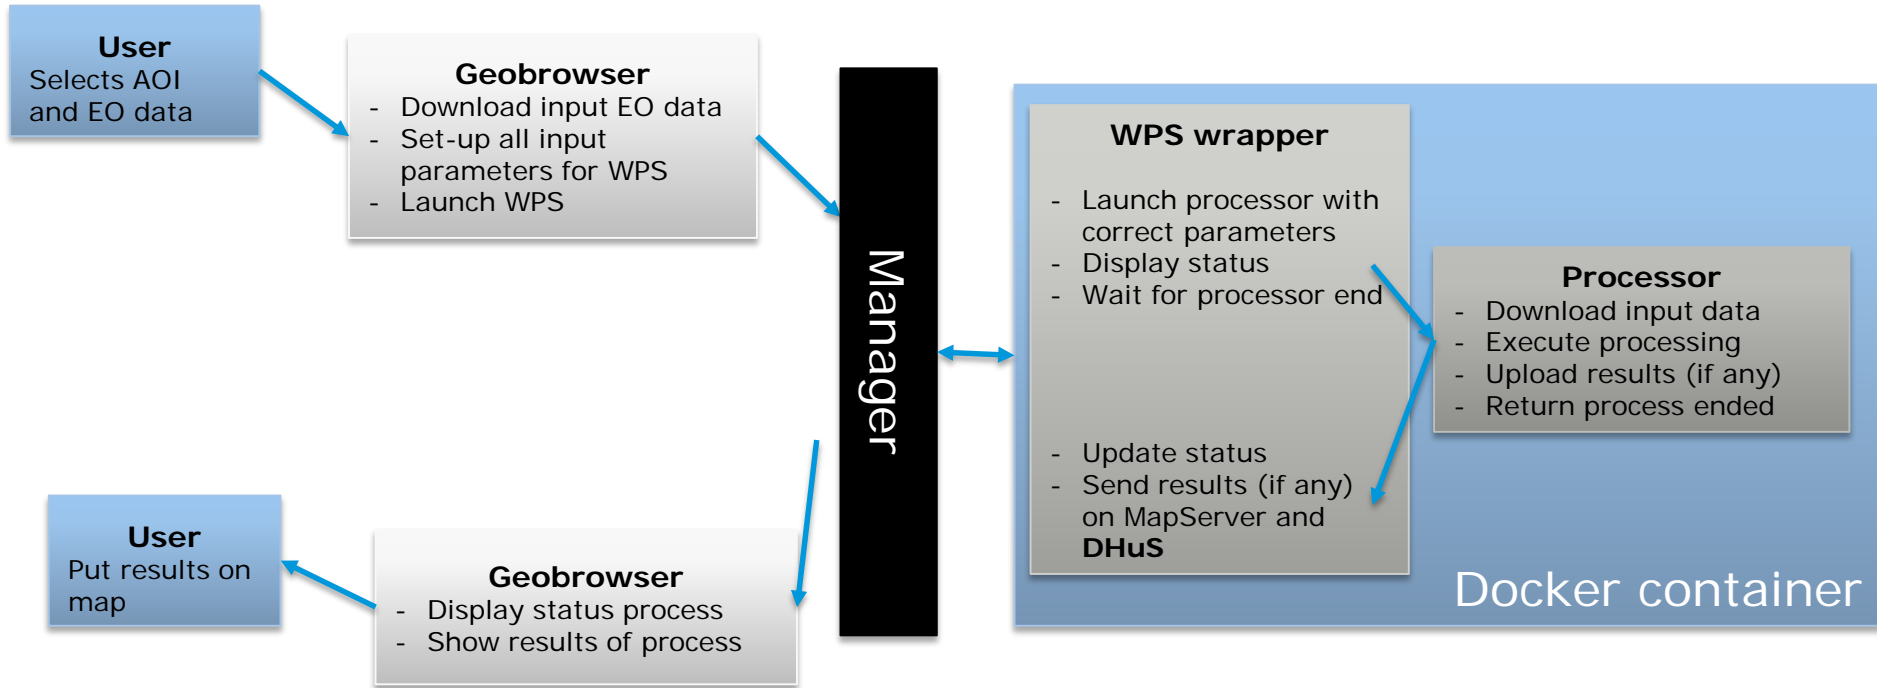 User
Selects AOI
and EO data
Geobrowser
- Download input EO data
- Set-up all input
parameters for WPS
- Launch WPS
Manager
WPS wrapper
- Launch processor with
correct parameters
- Display status
- Wait for processor end
- Update status
- Send results (if any)
on MapServer and
DHuS
Processor
- Download input data
- Execute processing
- Upload results (if any)
- Return process ended
Docker container
Geobrowser
- Display status process
- Show results of process
User
Put results on
map